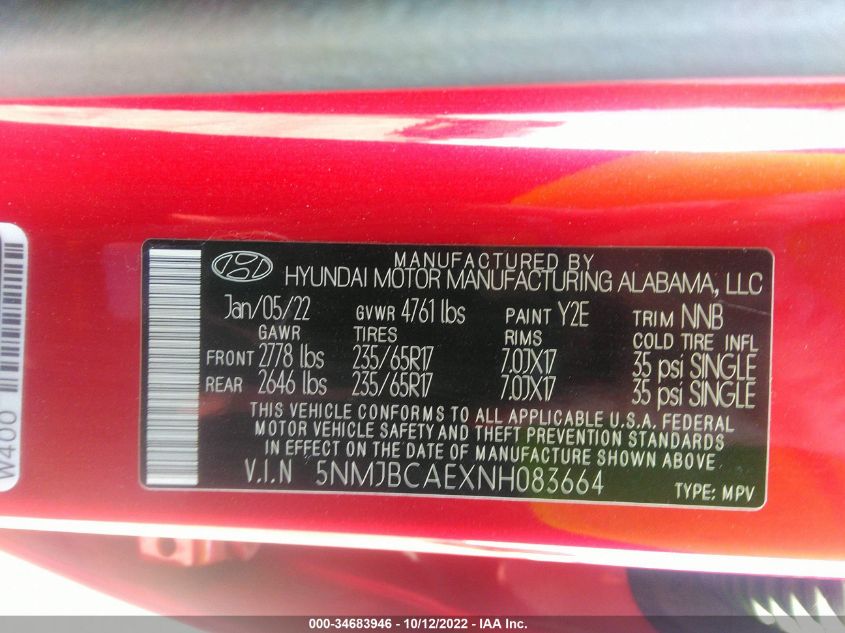 MANUFACTURED BY
HYUNDAI MOTOR MANUFACTURING ALABAMA, LLC
Jan/05/22 GVWR 4761 lbs PAINT Y2E TRIM NNB
GAWR TIRES RIMS COLD TIRE INFL
FRONT 2778 lbs 235/65R17 7.0JX17 35 psi SINGLE
REAR 2646 lbs 235/65R17 7.0JX17 35 psi SINGLE
THIS VEHICLE CONFORMS TO ALL APPLICABLE U.S.A. FEDERAL
MOTOR VEHICLE SAFETY AND THEFT PREVENTION STANDARDS
IN EFFECT ON THE DATE OF MANUFACTURE SHOWN ABOVE.
V.I.N 5NMJBCAEXNH083664 TYPE: MPV
W400
000-34683946 - 10/12/2022 - IAA Inc.